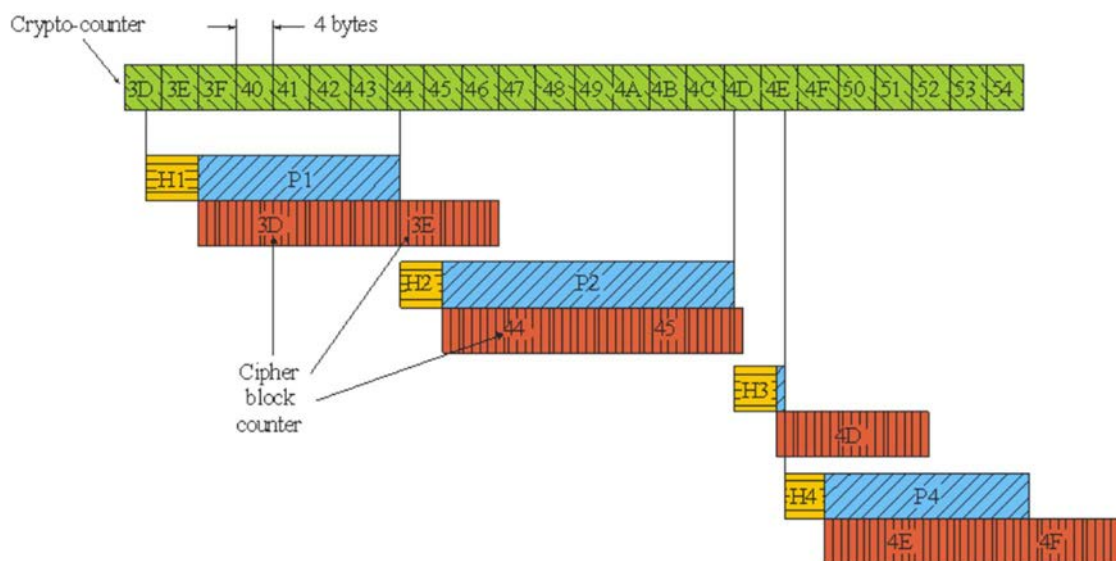 Crypto-counter
4 bytes
3D 3E 3F 40 41 42 43 44 45 46 47 48 49 4A 4B 4C 4D 4E 4F 50 51 52 53 54
H1 P1
3D 3E
H2 P2
44 45
Cipher
block
counter
H3
4D
H4 P4
4E 4F